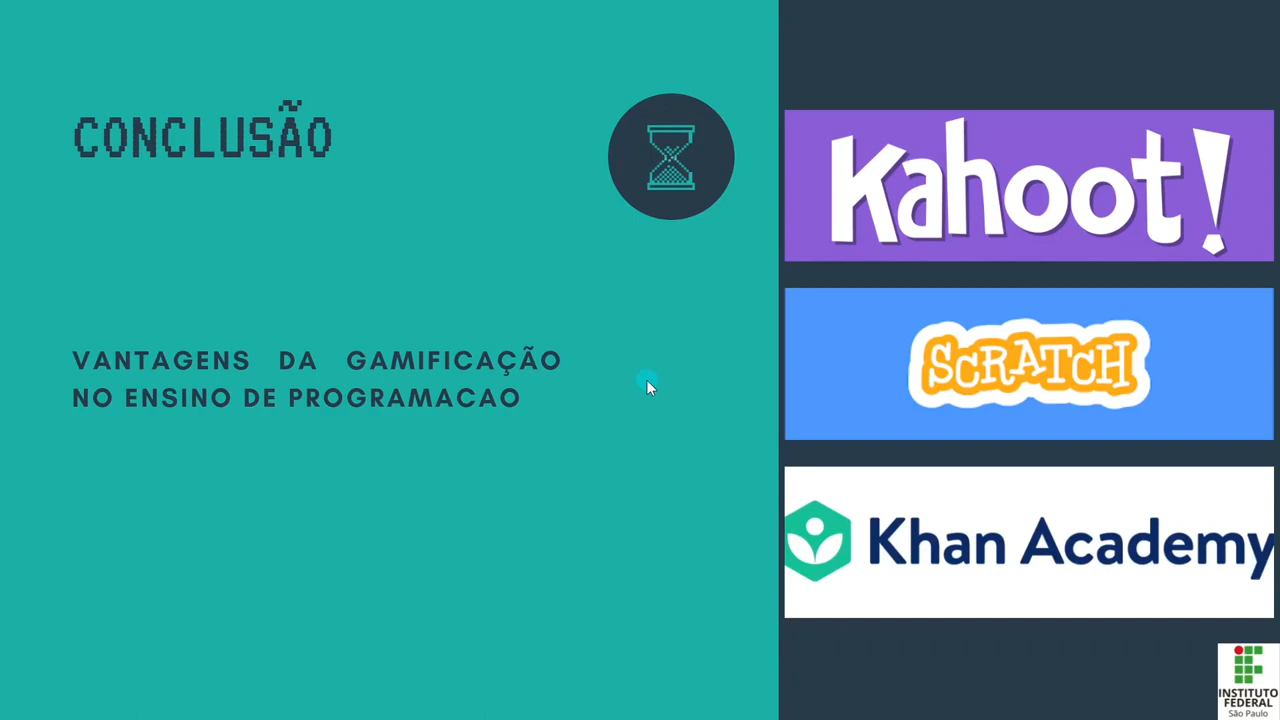 CONCLUSÃO
VANTAGENS DA GAMIFICAÇÃO
NO ENSINO DE PROGRAMACAO
Kahoot!
SCRATCH
Khan Academy
INSTITUTO
FEDERAL
São Paulo